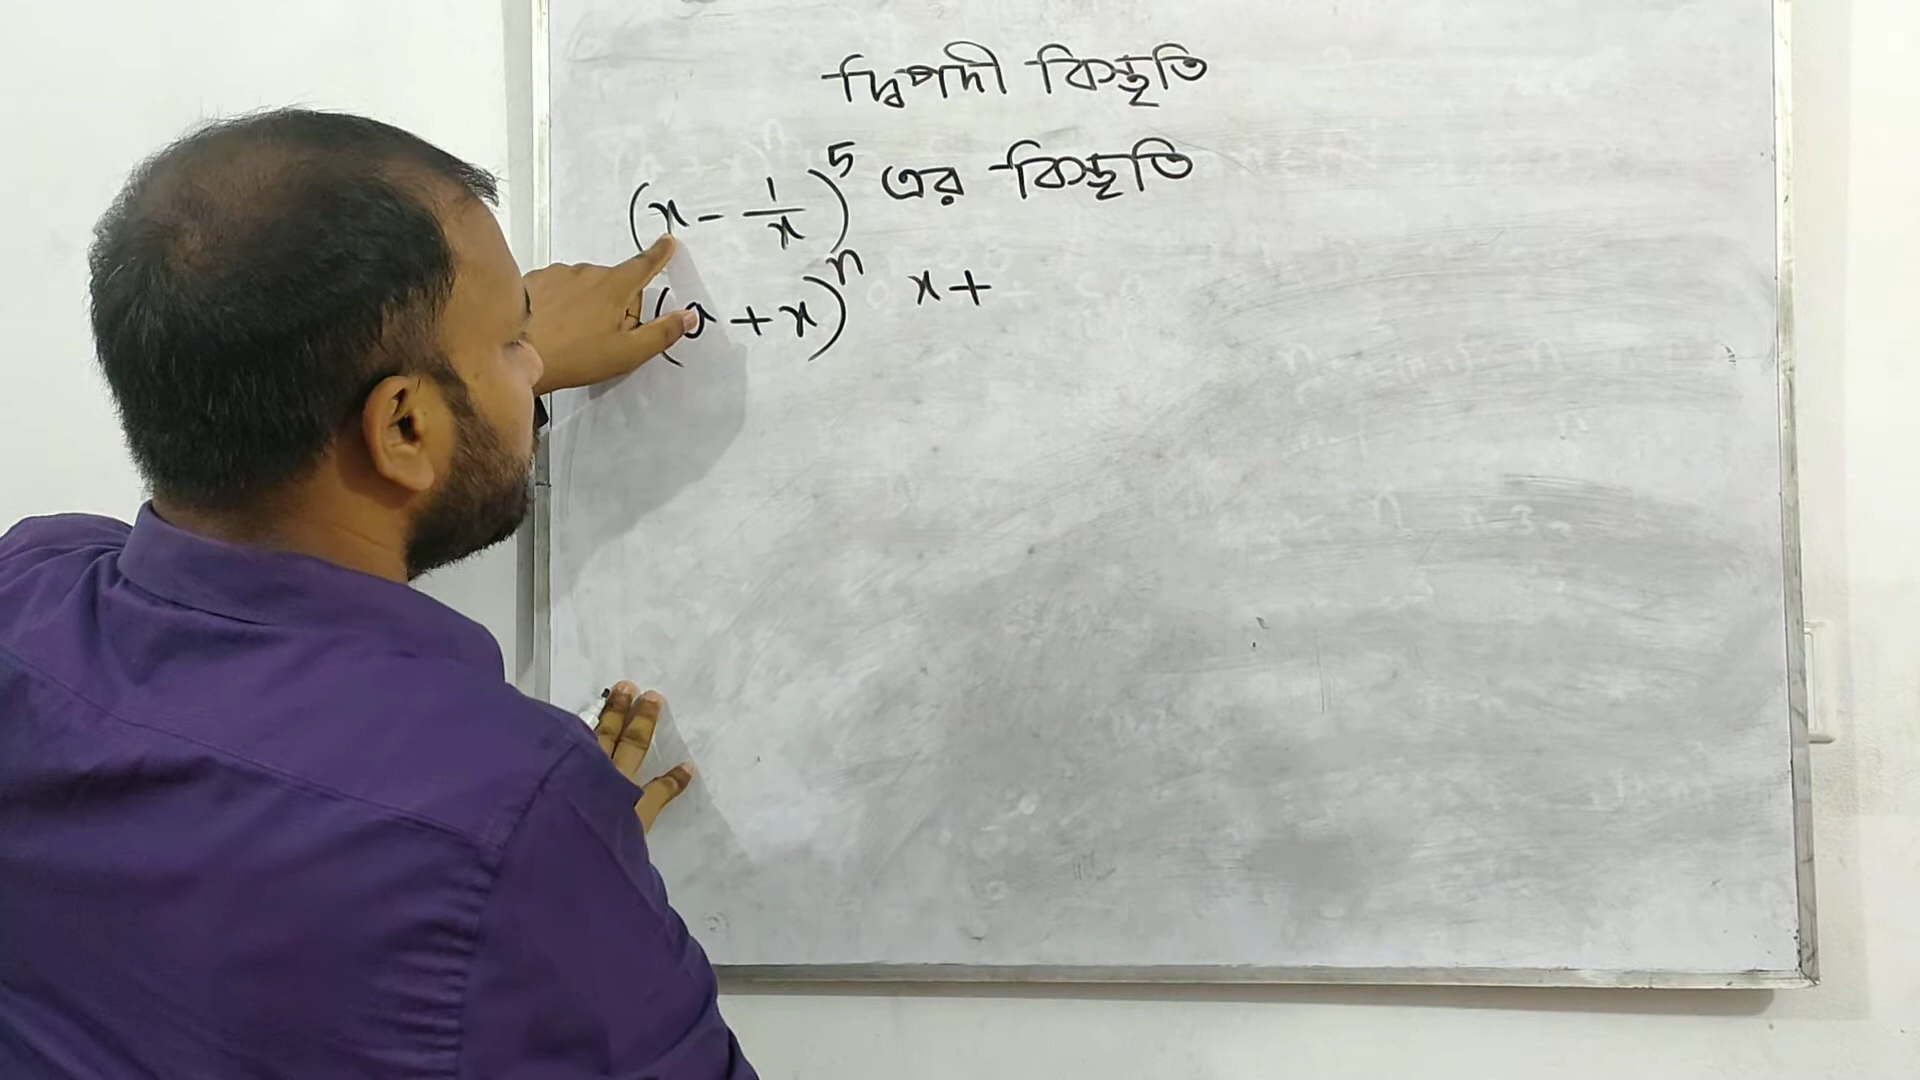 দ্বিপদী বিস্তৃতি
(x - 1/x)^5 এর বিস্তৃতি
(a + x)^n x +